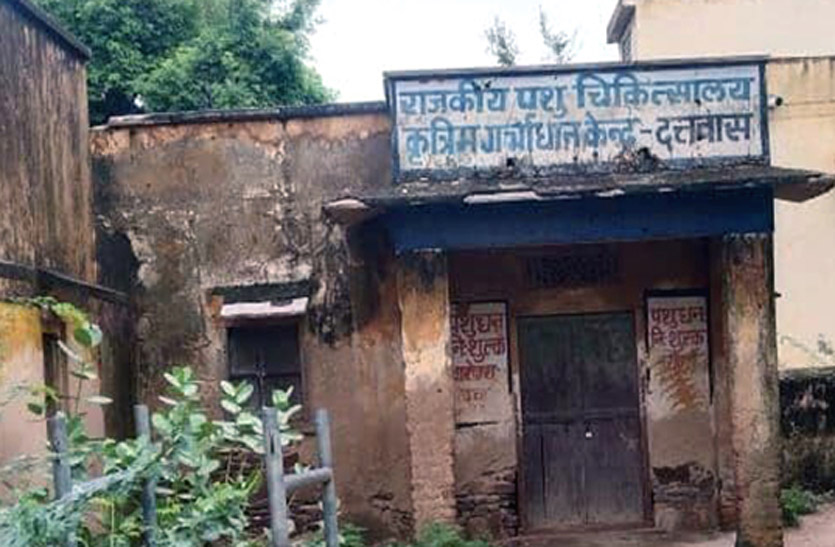 राजकीय पशु चिकित्सालय
कृत्रिम गर्भाधान केन्द्र - दत्तवास
पशुधन
निःशुल्क
पशुधन
निःशुल्क